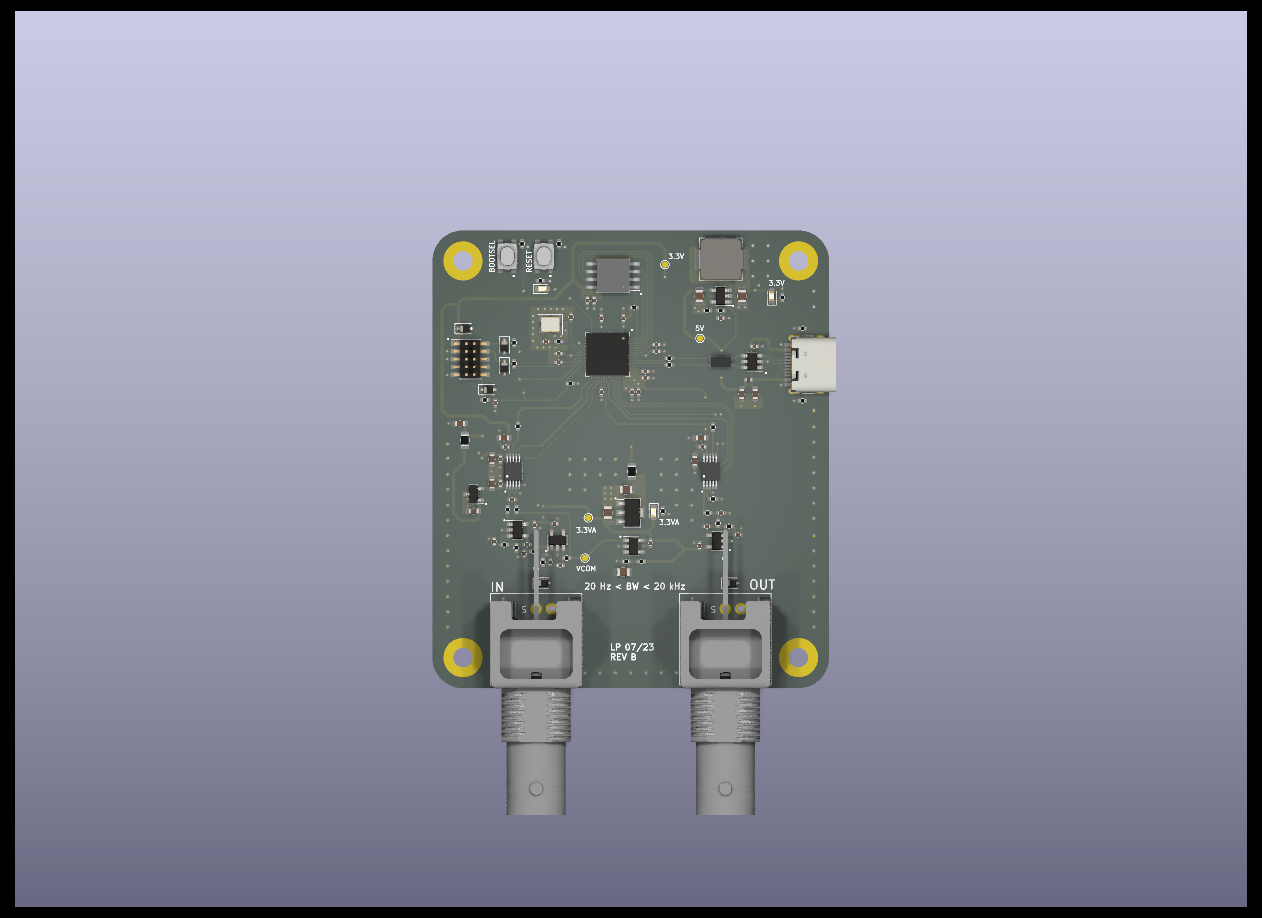 BOOTSEL
RESET
3.3V
3.3V
5V
3.3VA
3.3VA
VCOM
IN
20 Hz < BW < 20 kHz
OUT
S
S
LP 07/23
REV B